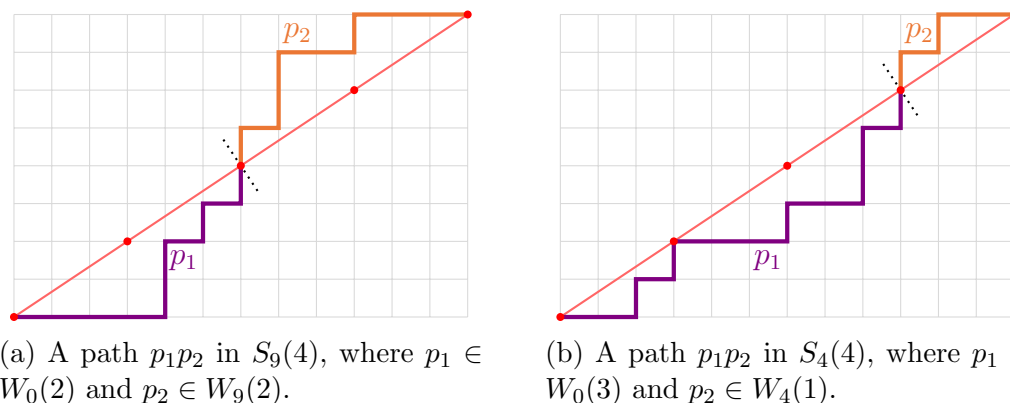 p₂
p₁
p₂
p₁
(a) A path p₁p₂ in S₉(4), where p₁ ∈
W₀(2) and p₂ ∈ W₉(2).
(b) A path p₁p₂ in S₄(4), where p₁
W₀(3) and p₂ ∈ W₄(1).